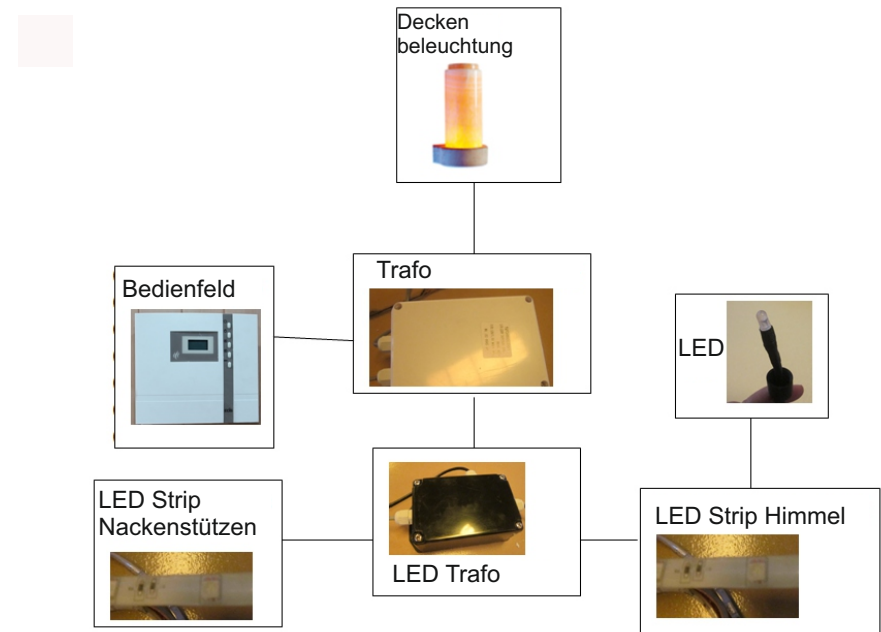 Decken
beleuchtung
Trafo
Bedienfeld
LED
LED Strip
Nackenstützen
LED Trafo
LED Strip Himmel